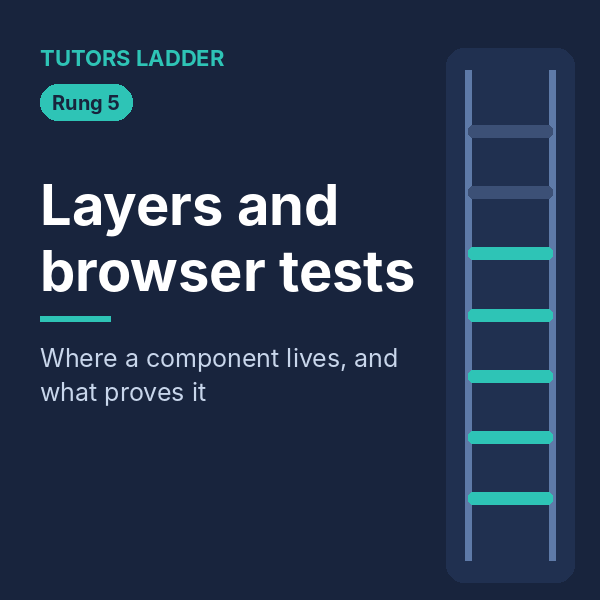 TUTORS LADDER
Rung 5
Layers and
browser tests
Where a component lives, and
what proves it